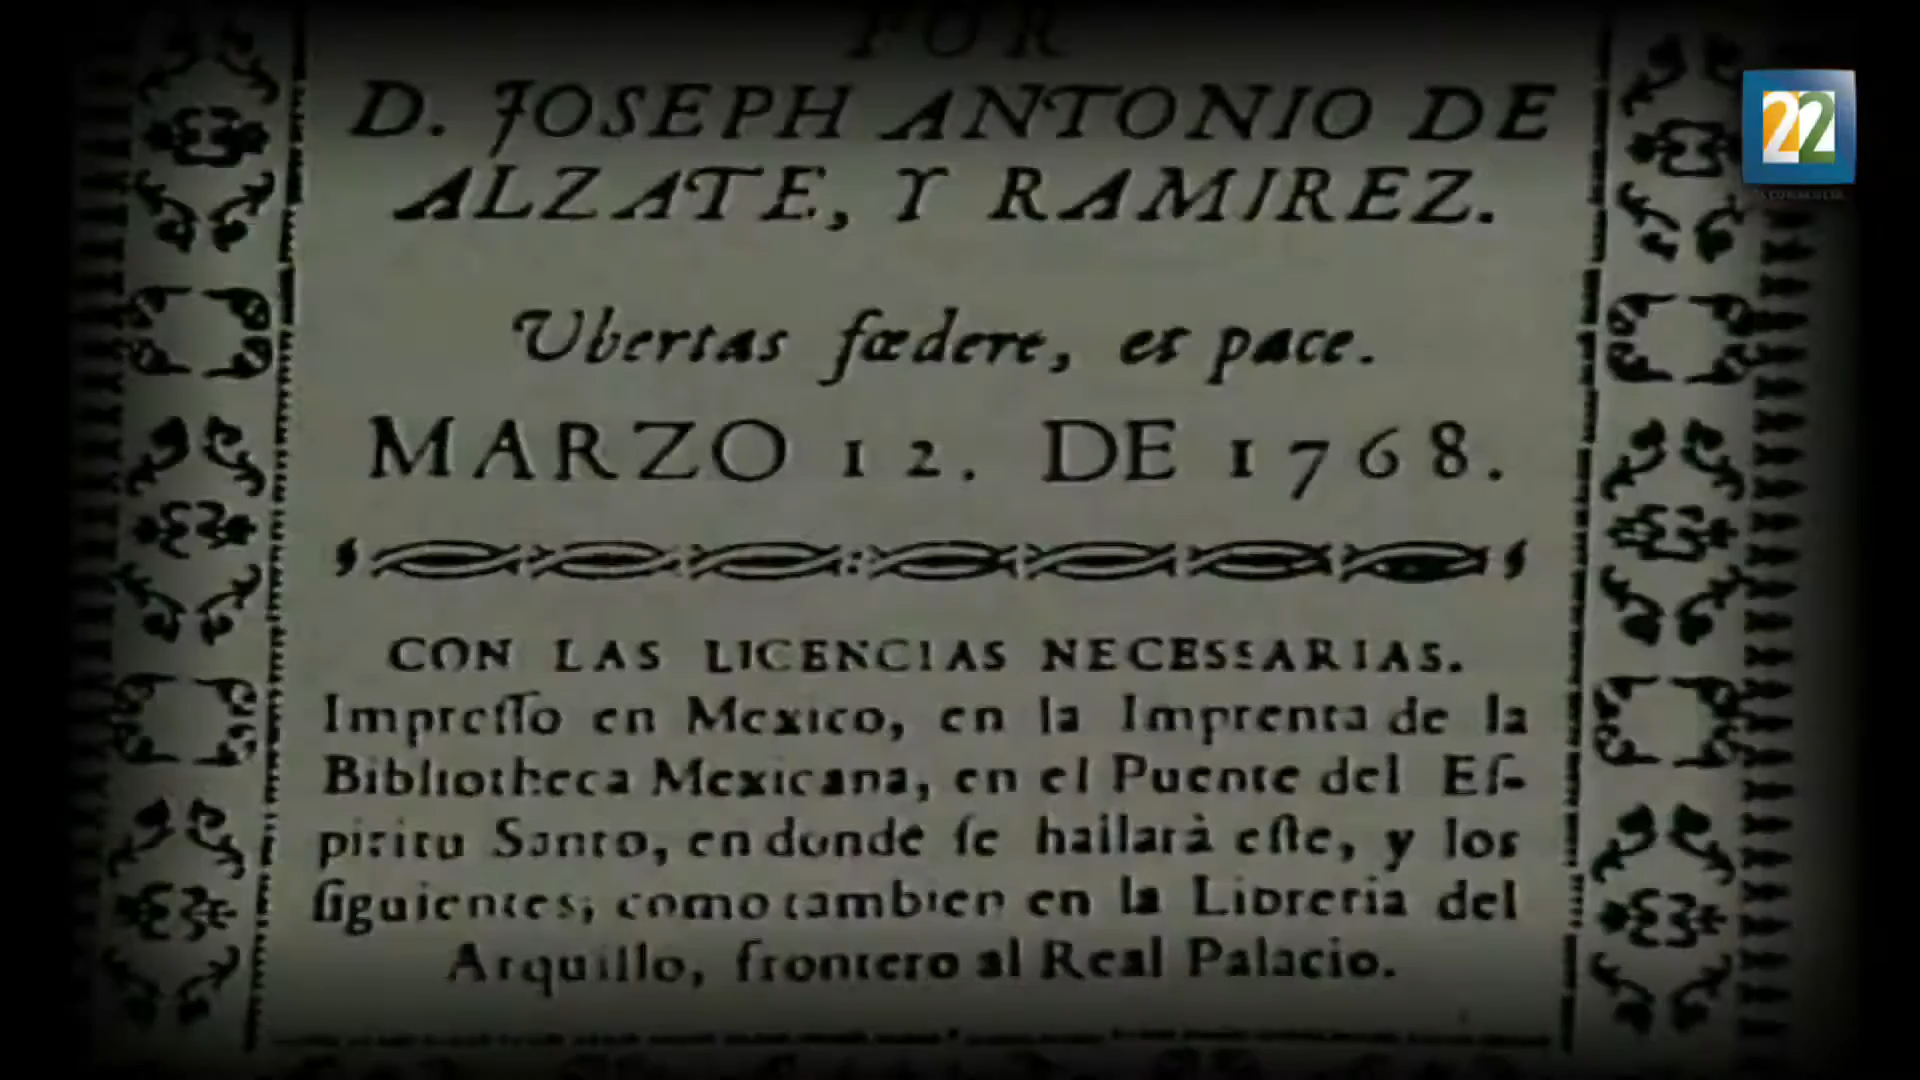 POR
D. JOSEPH ANTONIO DE
ALZATE, Y RAMIREZ.
22
Ubertas fœdere, et pace.
MARZO 12. DE 1768.
CON LAS LICENCIAS NECESSARIAS.
Impreſſo en Mexico, en la Imprenta de la
Bibliotheca Mexicana, en el Puente del Eſ-
piritu Santo, en donde ſe hallarà eſte, y los
ſiguientes; como tambien en la Libreria del
Arquillo, frontero al Real Palacio.